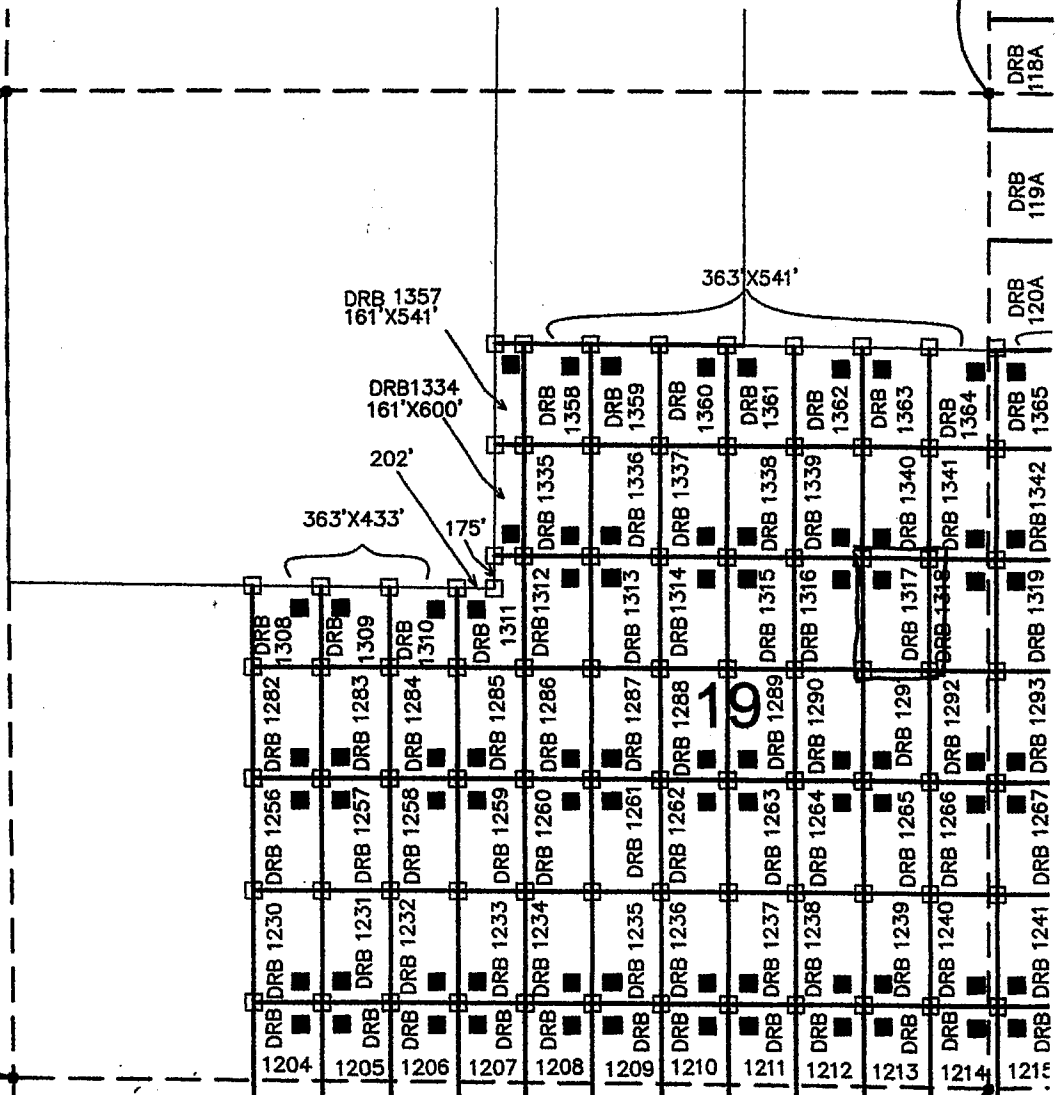 DRB
118A
DRB
119A
DRB
120A
363'X541'
DRB 1357
161'X541'
DRB1334
161'X600'
202'
175'
363'X433'
DRB
1358
DRB
1359
DRB
1360
DRB
1361
DRB
1362
DRB
1363
DRB
1364
DRB
1365
DRB 1335
DRB 1336
DRB 1337
DRB 1338
DRB 1339
DRB 1340
DRB 1341
DRB 1342
DRB
1308
DRB
1309
DRB
1310
DRB
1311
DRB 1312
DRB 1313
DRB 1314
DRB 1315
DRB 1316
DRB 1317
DRB 1318
DRB 1319
19
DRB 1282
DRB 1283
DRB 1284
DRB 1285
DRB 1286
DRB 1287
DRB 1288
DRB 1289
DRB 1290
DRB 1291
DRB 1292
DRB 1293
DRB 1256
DRB 1257
DRB 1258
DRB 1259
DRB 1260
DRB 1261
DRB 1262
DRB 1263
DRB 1264
DRB 1265
DRB 1266
DRB 1267
DRB 1230
DRB 1231
DRB 1232
DRB 1233
DRB 1234
DRB 1235
DRB 1236
DRB 1237
DRB 1238
DRB 1239
DRB 1240
DRB 1241
DRB
1204
DRB
1205
DRB
1206
DRB
1207
DRB
1208
DRB
1209
DRB
1210
DRB
1211
DRB
1212
DRB
1213
DRB
1214
DRB
1215